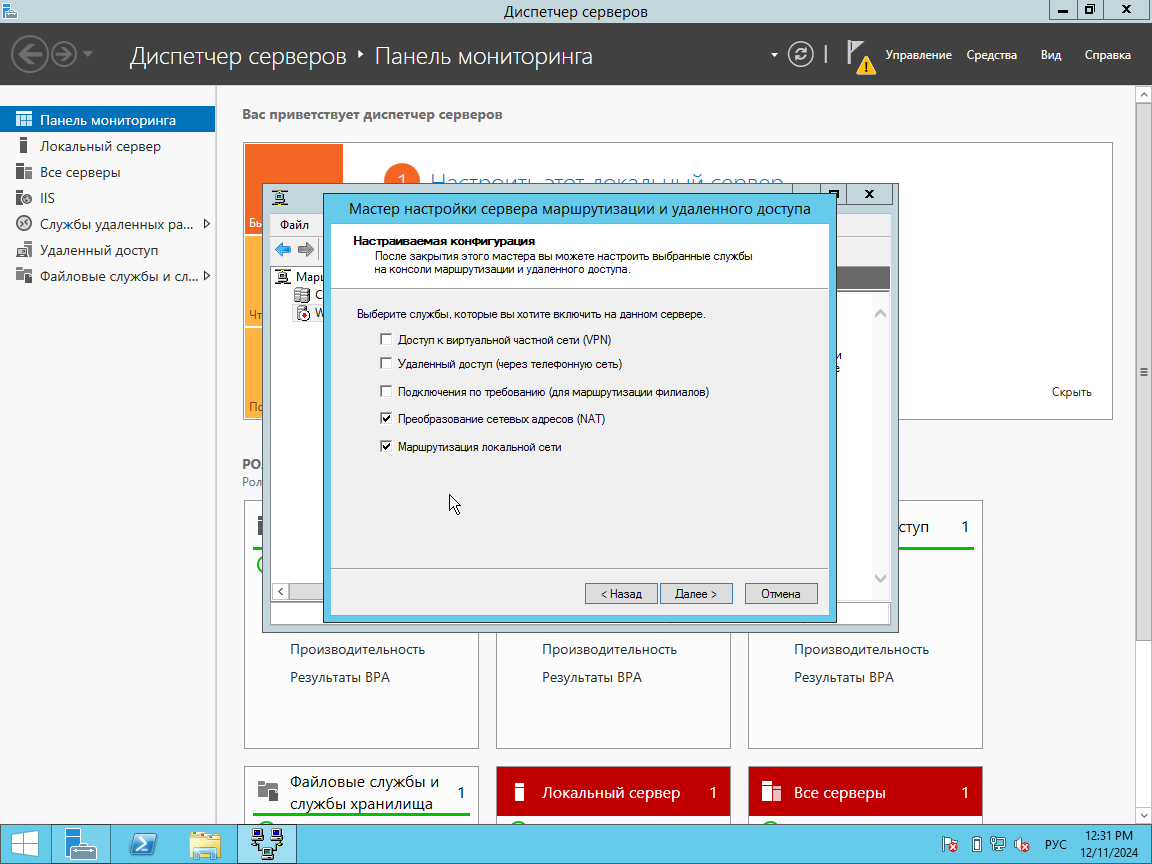 Диспетчер серверов
Диспетчер серверов
Панель мониторинга
Управление
Средства
Вид
Справка
Панель мониторинга
Локальный сервер
Все серверы
IIS
Службы удаленных ра...
Удаленный доступ
Файловые службы и сл...
Вас приветствует диспетчер серверов
1
Настроить этот локальный сервер
Скрыть
Файл
Мастер настройки сервера маршрутизации и удаленного доступа
Настраиваемая конфигурация
После закрытия этого мастера вы можете настроить выбранные службы
на консоли маршрутизации и удаленного доступа.
Выберите службы, которые вы хотите включить на данном сервере.
Доступ к виртуальной частной сети (VPN)
Удаленный доступ (через телефонную сеть)
Подключения по требованию (для маршрутизации филиалов)
Преобразование сетевых адресов (NAT)
Маршрутизация локальной сети
< Назад
Далее >
Отмена
1
Производительность
Результаты BPA
Производительность
Результаты BPA
Производительность
Результаты BPA
Файловые службы и
службы хранилища
1
Локальный сервер
1
Все серверы
1
РУС
12:31 PM
12/11/2024